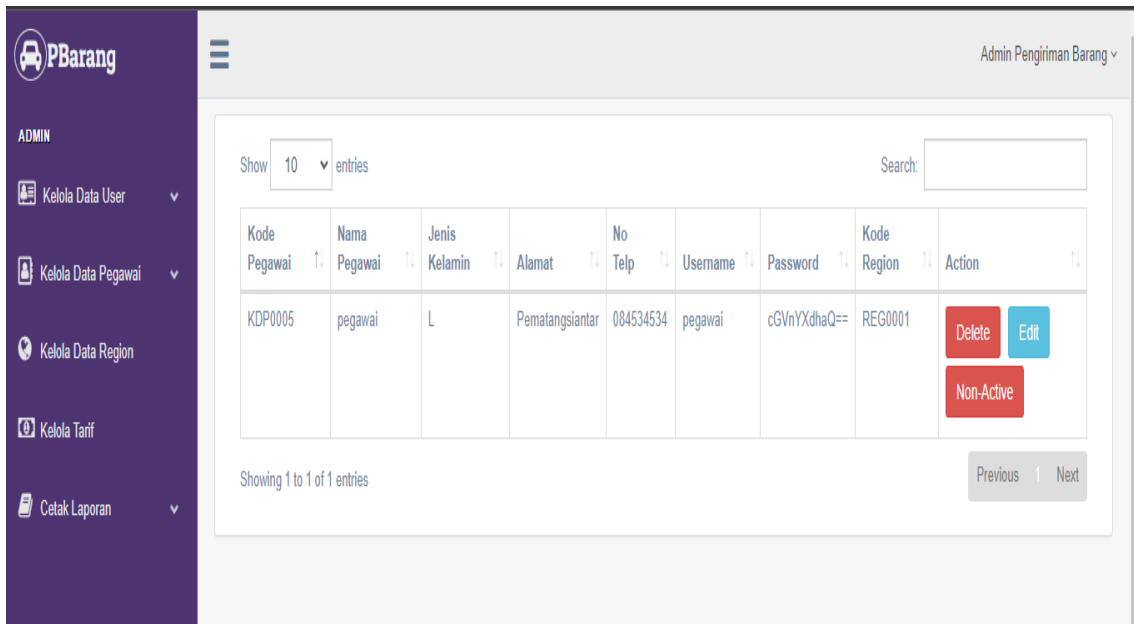 PBarang
Admin Pengiriman Barang
ADMIN
Kelola Data User
Kelola Data Pegawai
Kelola Data Region
Kelola Tarif
Cetak Laporan
Show 10 entries
Search:
Kode Pegawai Nama Pegawai Jenis Kelamin Alamat No Telp Username Password Kode Region Action
KDP0005 pegawai L Pematangsiantar 084534534 pegawai cGVnYXdhaQ== REG0001 Delete Edit
Non-Active
Showing 1 to 1 of 1 entries
Previous 1 Next